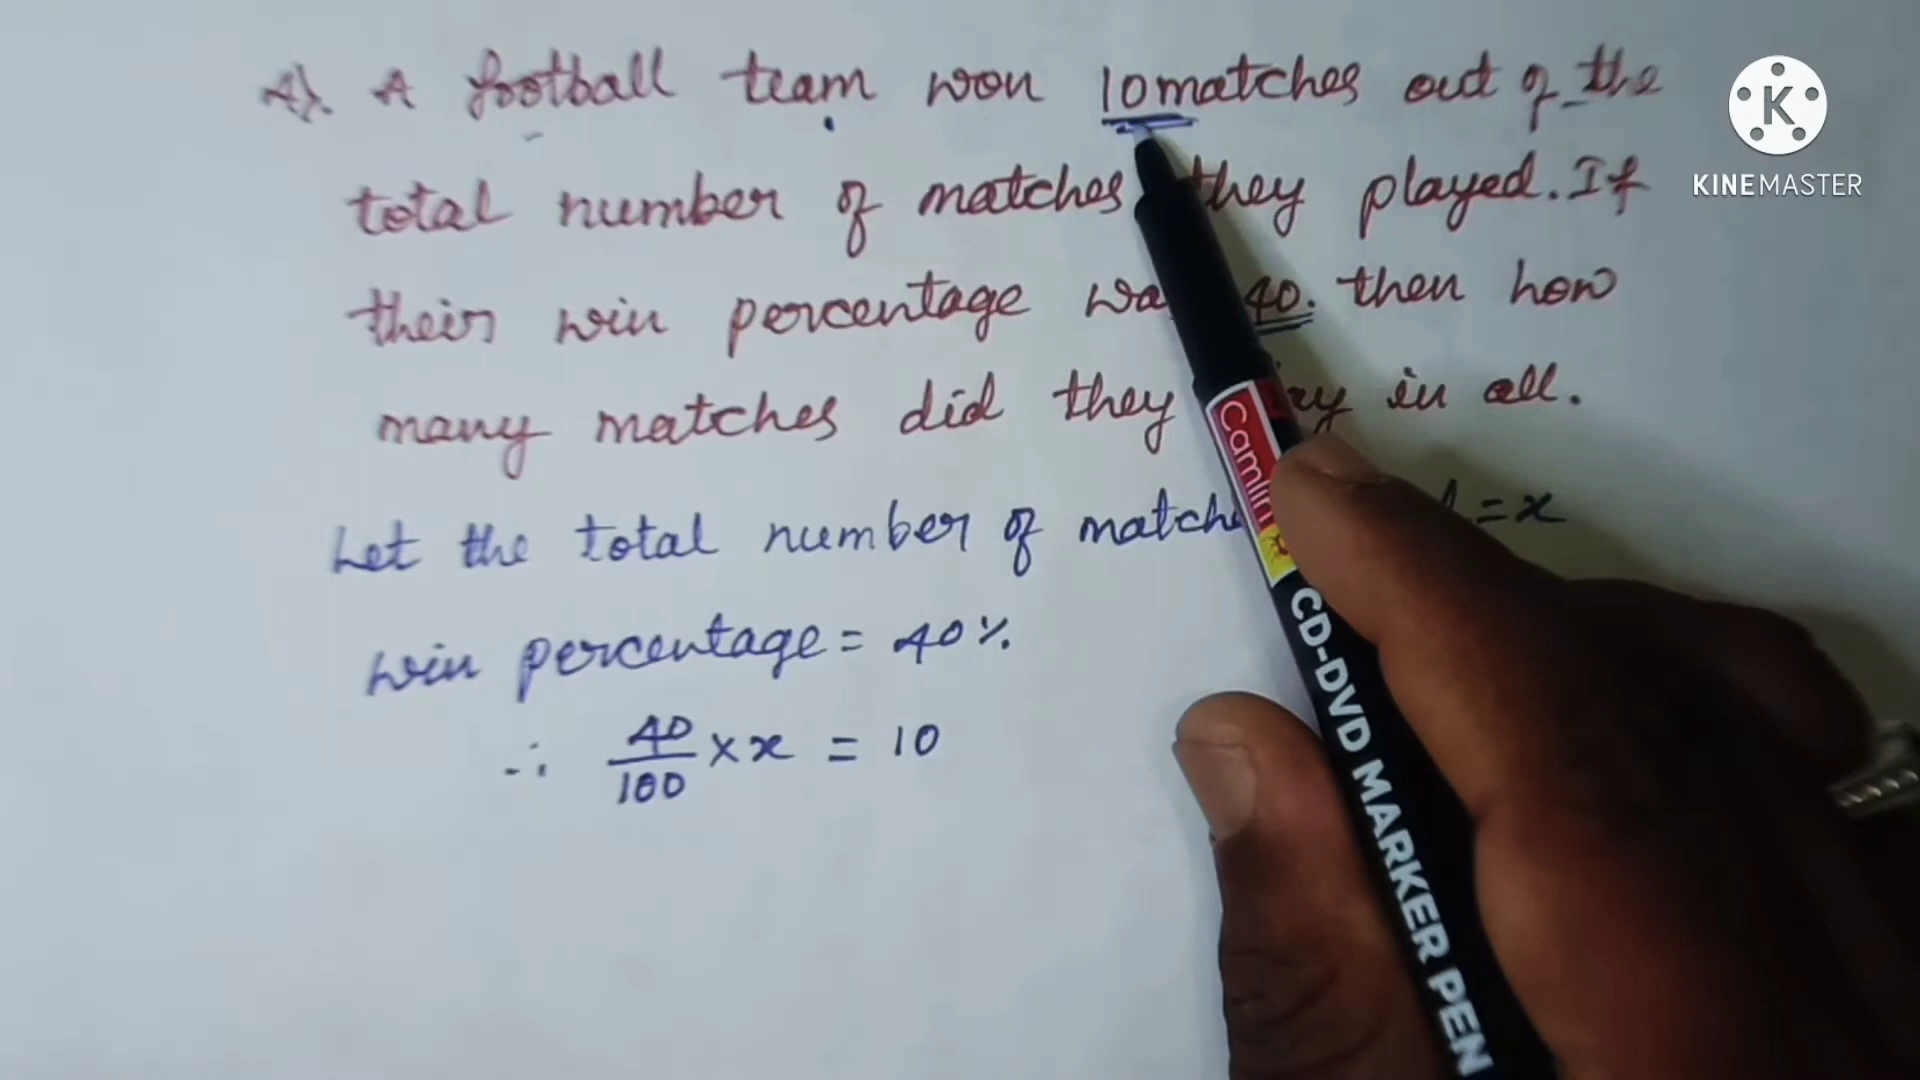 4). A football team won 10 matches out of the
K
KINEMASTER
total number of matches they played. If
their win percentage 40. then how
many matches did they in all.
Let the total number of = x
win percentage = 40%
∴ 40/100 × x = 10
Camlin
CD-DVD MARKER PEN